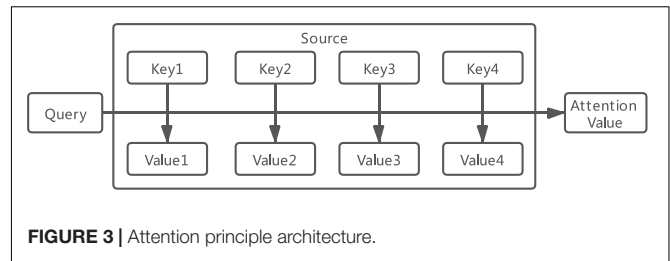 Source
Key1 Key2 Key3 Key4
Query
Attention
Value
Value1 Value2 Value3 Value4
FIGURE 3 | Attention principle architecture.